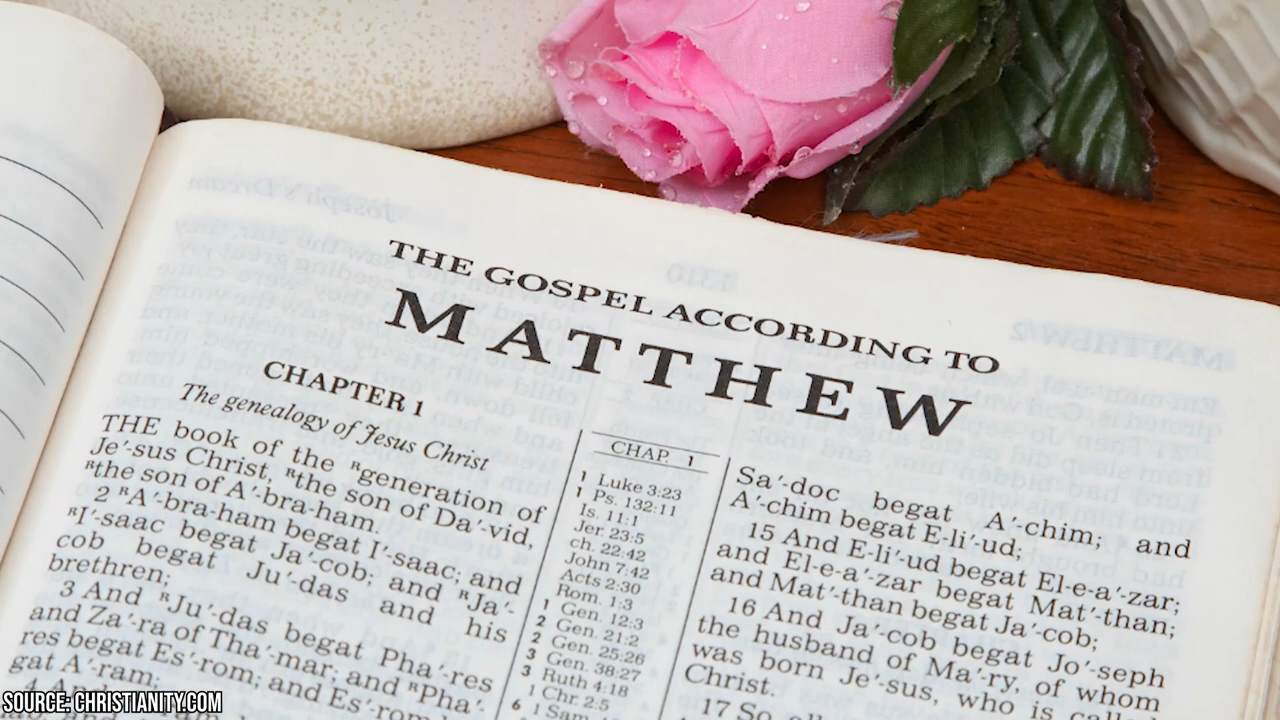 THE GOSPEL ACCORDING TO
MATTHEW
CHAPTER 1
The genealogy of Jesus Christ
THE book of the ᴿgeneration of
Je′-sus Christ, ᴿthe son of Da′-vid,
ᴿthe son of A′-bra-ham.
2 ᴿA′-bra-ham begat I′-saac; and
ᴿI′-saac begat Ja′-cob; and ᴿJa′-
cob begat Ju′-das and his
brethren;
3 And ᴿJu′-das begat Pha′-res
and Za′-ra of Tha′-mar; and ᴿPha′-
res begat Es′-rom; and Es′-rom
gat A′-ram;
CHAP. 1
1 Luke 3:23
1 Ps. 132:11
Is. 11:1
Jer. 23:5
ch. 22:42
John 7:42
Acts 2:30
Rom. 1:3
1 Gen. 12:3
2 Gen. 21:2
2 Gen. 25:26
3 Gen. 38:27
3 Ruth 4:18
1 Chr. 2:5
6 1 Sam.
Sa′-doc begat A′-chim; and
A′-chim begat E-li′-ud;
15 And E-li′-ud begat El-e-a′-zar;
and El-e-a′-zar begat Mat′-than;
and Mat′-than begat Ja′-cob;
16 And Ja′-cob begat Jo′-seph
the husband of Ma′-ry, of whom
was born Je′-sus, who is
Christ.
17 So
SOURCE: CHRISTIANITY.COM